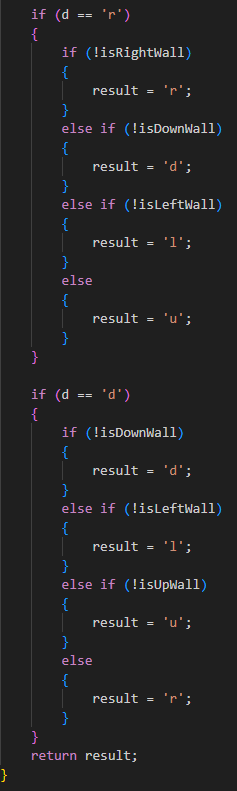 if (d == 'r')
{
if (!isRightWall)
{
result = 'r';
}
else if (!isDownWall)
{
result = 'd';
}
else if (!isLeftWall)
{
result = 'l';
}
else
{
result = 'u';
}
}
if (d == 'd')
{
if (!isDownWall)
{
result = 'd';
}
else if (!isLeftWall)
{
result = 'l';
}
else if (!isUpWall)
{
result = 'u';
}
else
{
result = 'r';
}
}
return result;
}